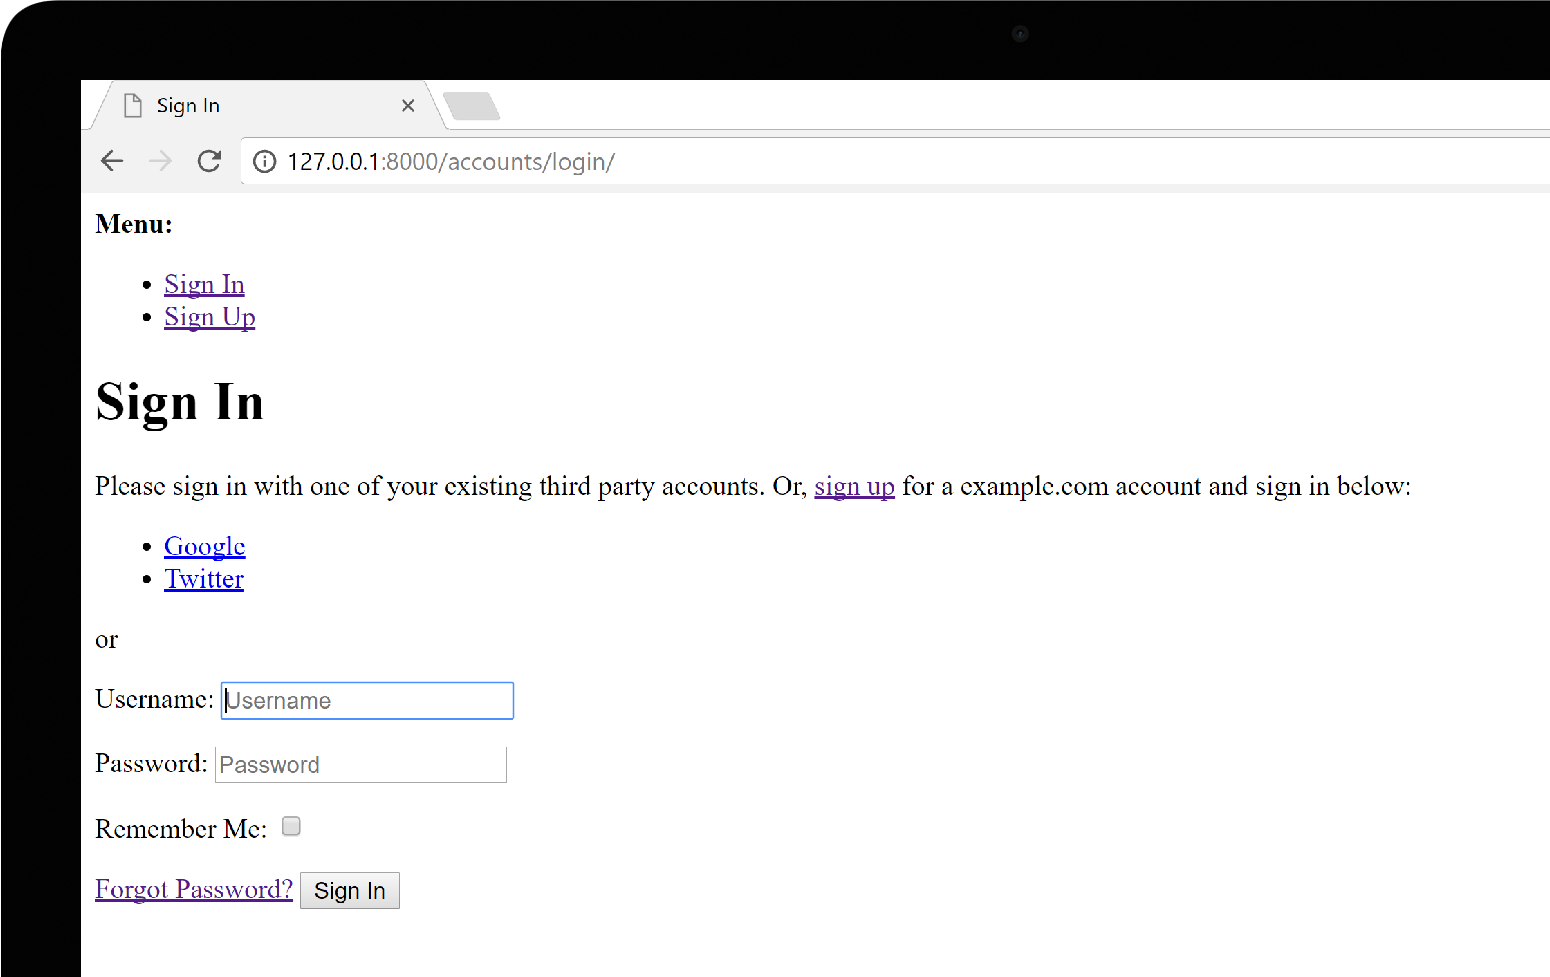 Sign In
127.0.0.1:8000/accounts/login/
Menu:
Sign In
Sign Up
Sign In
Please sign in with one of your existing third party accounts. Or, sign up for a example.com account and sign in below:
Google
Twitter
or
Username: Username
Password: Password
Remember Me:
Forgot Password? Sign In